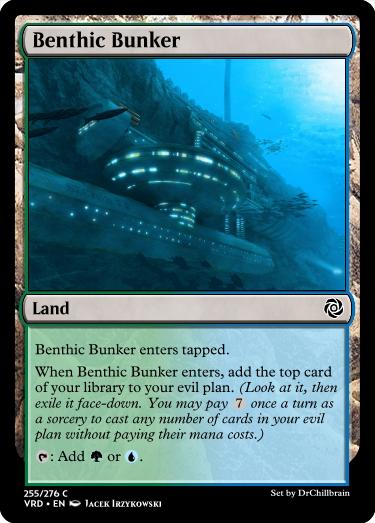 Benthic Bunker
Land
Benthic Bunker enters tapped.
When Benthic Bunker enters, add the top card
of your library to your evil plan. (Look at it, then
exile it face-down. You may pay 7 once a turn as
a sorcery to cast any number of cards in your evil
plan without paying their mana costs.)
: Add or .
255/276 C
VRD • EN Jacek Irzykowski
Set by DrChillbrain